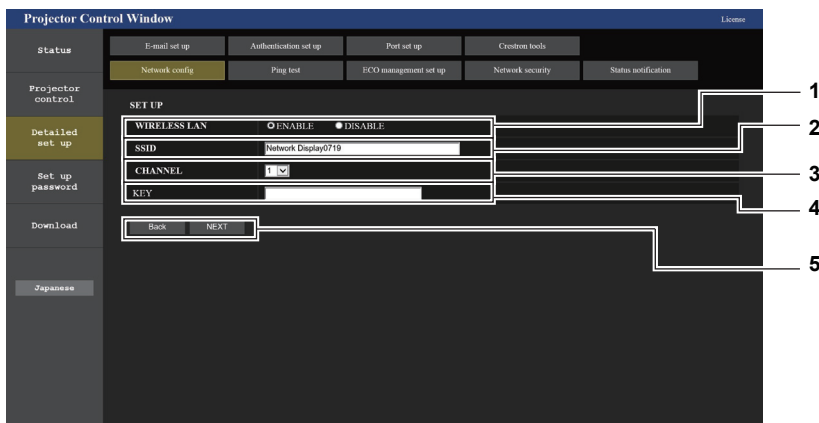 Projector Control Window
License
Status
E-mail set up
Authentication set up
Port set up
Crestron tools
Network config
Ping test
ECO management set up
Network security
Status notification
Projector
control
Detailed
set up
Set up
password
Download
Japanese
SET UP
WIRELESS LAN ENABLE DISABLE
SSID Network Display0719
CHANNEL 1
KEY
Back NEXT
1
2
3
4
5